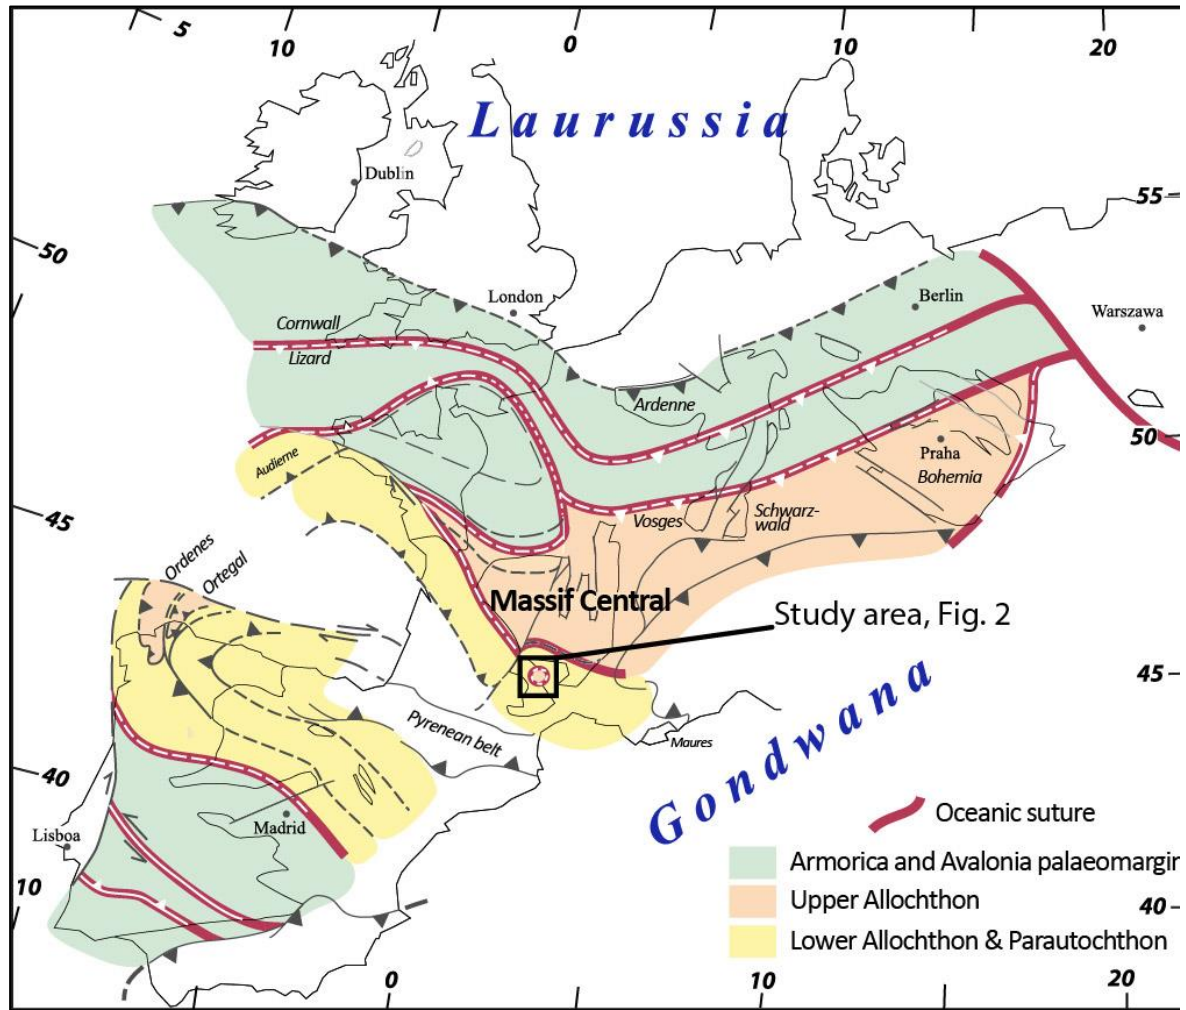 5
10
0
10
20
Laurussia
Dublin
55
50
London
Berlin
Warszawa
Cornwall
Lizard
Ardenne
50
Praha
Bohemia
Audierne
45
Vosges
Schwarz-
wald
Ordenes
Ortegal
Massif Central
Study area, Fig. 2
45
Pyrenean belt
Maures
Gondwana
40
Madrid
Lisboa
Oceanic suture
Armorica and Avalonia palaeomargin
10
Upper Allochthon
40
Lower Allochthon & Parautochthon
0
10
20